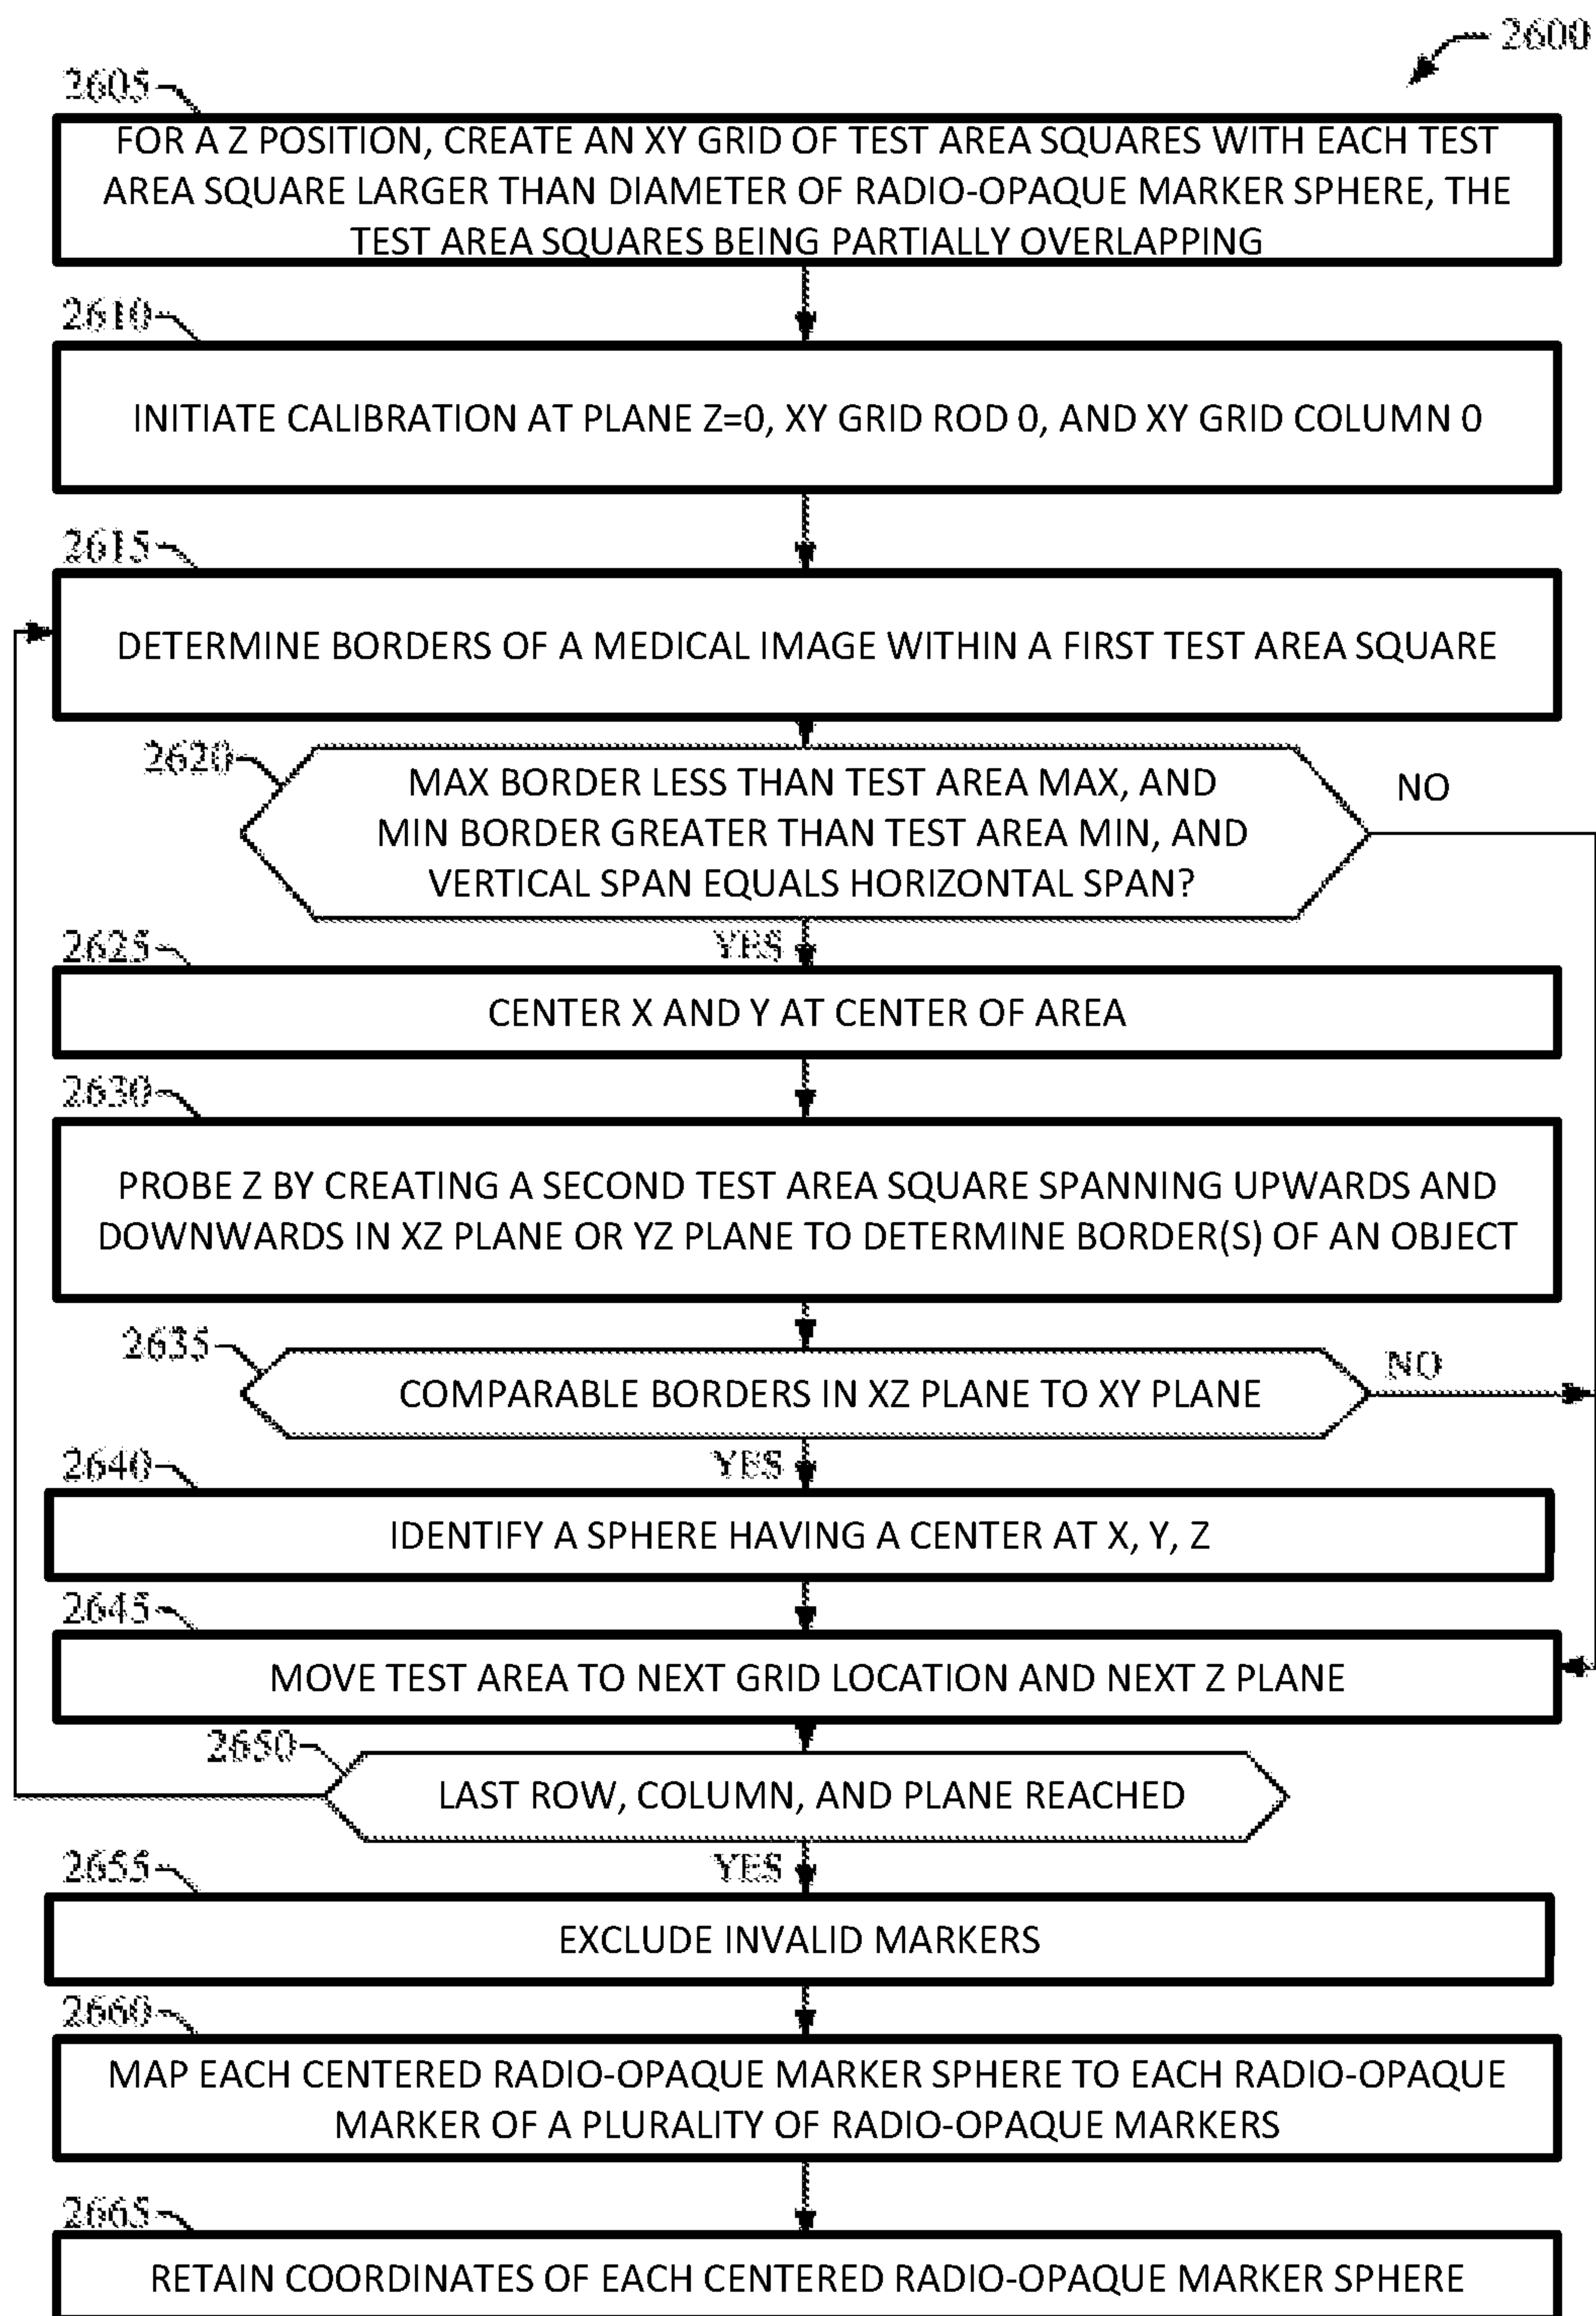 2600
2605
FOR A Z POSITION, CREATE AN XY GRID OF TEST AREA SQUARES WITH EACH TEST
AREA SQUARE LARGER THAN DIAMETER OF RADIO-OPAQUE MARKER SPHERE, THE
TEST AREA SQUARES BEING PARTIALLY OVERLAPPING
2610
INITIATE CALIBRATION AT PLANE Z=0, XY GRID ROD 0, AND XY GRID COLUMN 0
2615
DETERMINE BORDERS OF A MEDICAL IMAGE WITHIN A FIRST TEST AREA SQUARE
2620
MAX BORDER LESS THAN TEST AREA MAX, AND
MIN BORDER GREATER THAN TEST AREA MIN, AND
VERTICAL SPAN EQUALS HORIZONTAL SPAN?
NO
YES
2625
CENTER X AND Y AT CENTER OF AREA
2630
PROBE Z BY CREATING A SECOND TEST AREA SQUARE SPANNING UPWARDS AND
DOWNWARDS IN XZ PLANE OR YZ PLANE TO DETERMINE BORDER(S) OF AN OBJECT
2635
COMPARABLE BORDERS IN XZ PLANE TO XY PLANE
NO
YES
2640
IDENTIFY A SPHERE HAVING A CENTER AT X, Y, Z
2645
MOVE TEST AREA TO NEXT GRID LOCATION AND NEXT Z PLANE
2650
LAST ROW, COLUMN, AND PLANE REACHED
YES
2655
EXCLUDE INVALID MARKERS
2660
MAP EACH CENTERED RADIO-OPAQUE MARKER SPHERE TO EACH RADIO-OPAQUE
MARKER OF A PLURALITY OF RADIO-OPAQUE MARKERS
2665
RETAIN COORDINATES OF EACH CENTERED RADIO-OPAQUE MARKER SPHERE